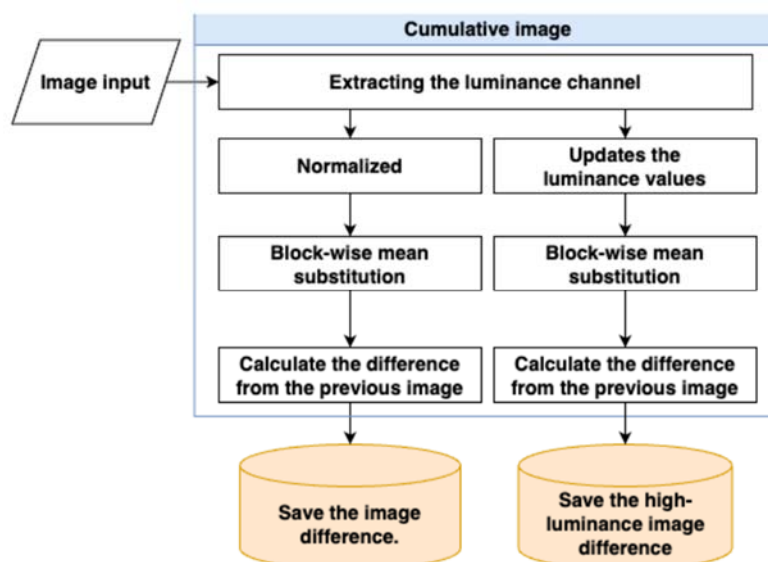 Cumulative image
Image input
Extracting the luminance channel
Normalized
Updates the
luminance values
Block-wise mean
substitution
Block-wise mean
substitution
Calculate the difference
from the previous image
Calculate the difference
from the previous image
Save the image
difference.
Save the high-
luminance image
difference